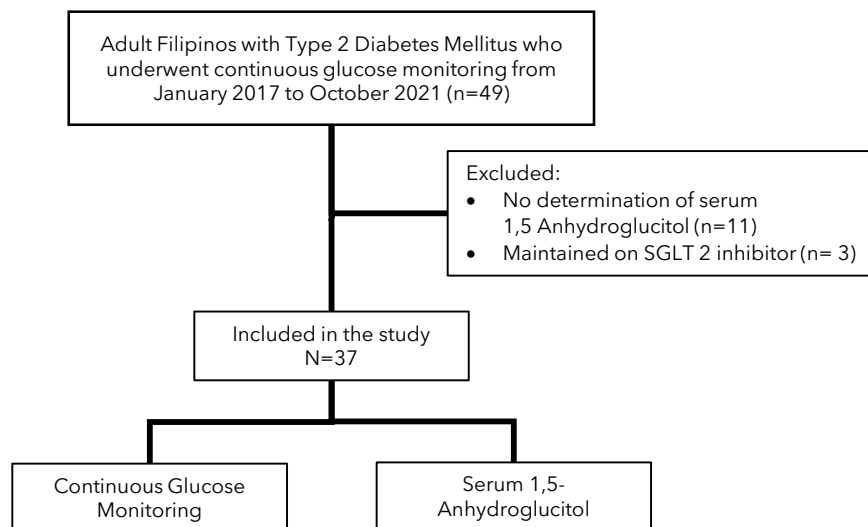 Adult Filipinos with Type 2 Diabetes Mellitus who
underwent continuous glucose monitoring from
January 2017 to October 2021 (n=49)
Excluded:
• No determination of serum
1,5 Anhydroglucitol (n=11)
• Maintained on SGLT 2 inhibitor (n= 3)
Included in the study
N=37
Continuous Glucose
Monitoring
Serum 1,5-
Anhydroglucitol